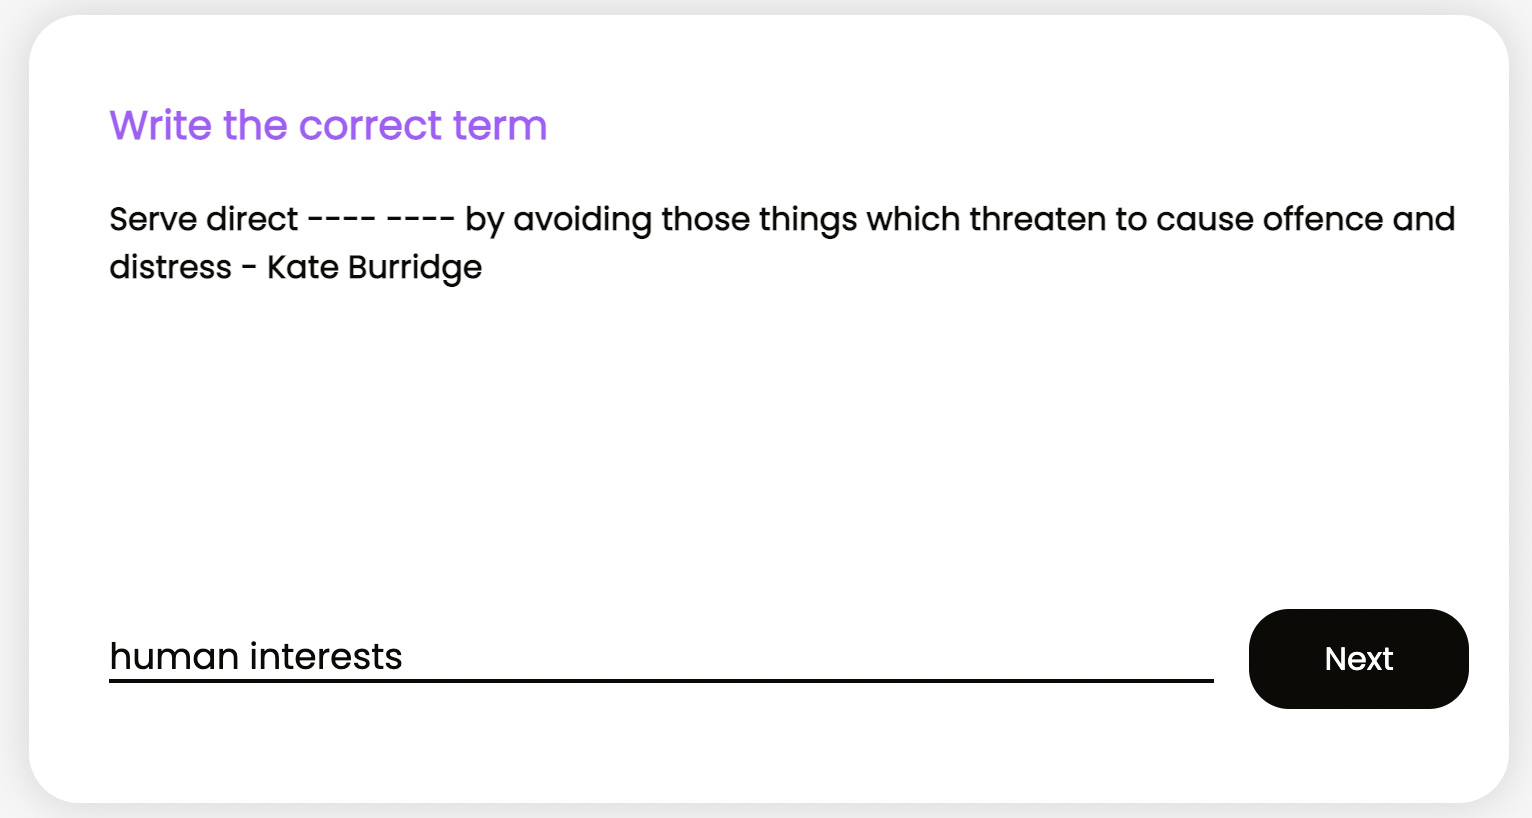 Write the correct term
Serve direct ---- ---- by avoiding those things which threaten to cause offence and
distress - Kate Burridge
human interests
Next